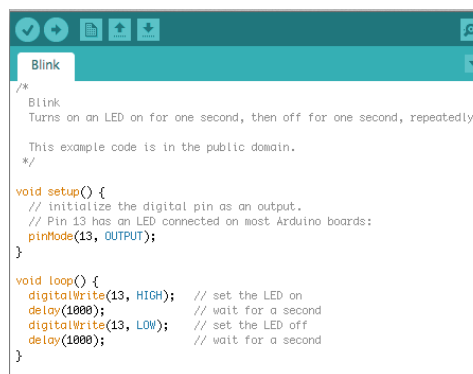 Blink
/*
  Blink
  Turns on an LED on for one second, then off for one second, repeatedly
  This example code is in the public domain.
 */
void setup() {
  // initialize the digital pin as an output.
  // Pin 13 has an LED connected on most Arduino boards:
  pinMode(13, OUTPUT);
}
void loop() {
  digitalWrite(13, HIGH);   // set the LED on
  delay(1000);              // wait for a second
  digitalWrite(13, LOW);    // set the LED off
  delay(1000);              // wait for a second
}